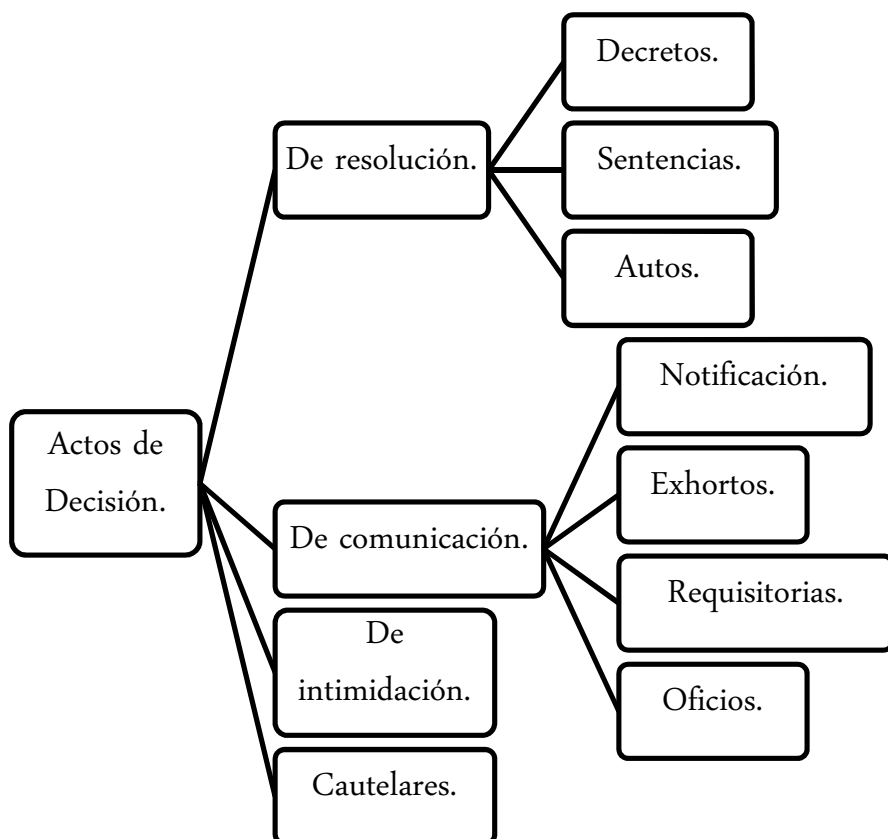 Actos de
Decisión.
De resolución.
Decretos.
Sentencias.
Autos.
De comunicación.
Notificación.
Exhortos.
Requisitorias.
Oficios.
De
intimidación.
Cautelares.